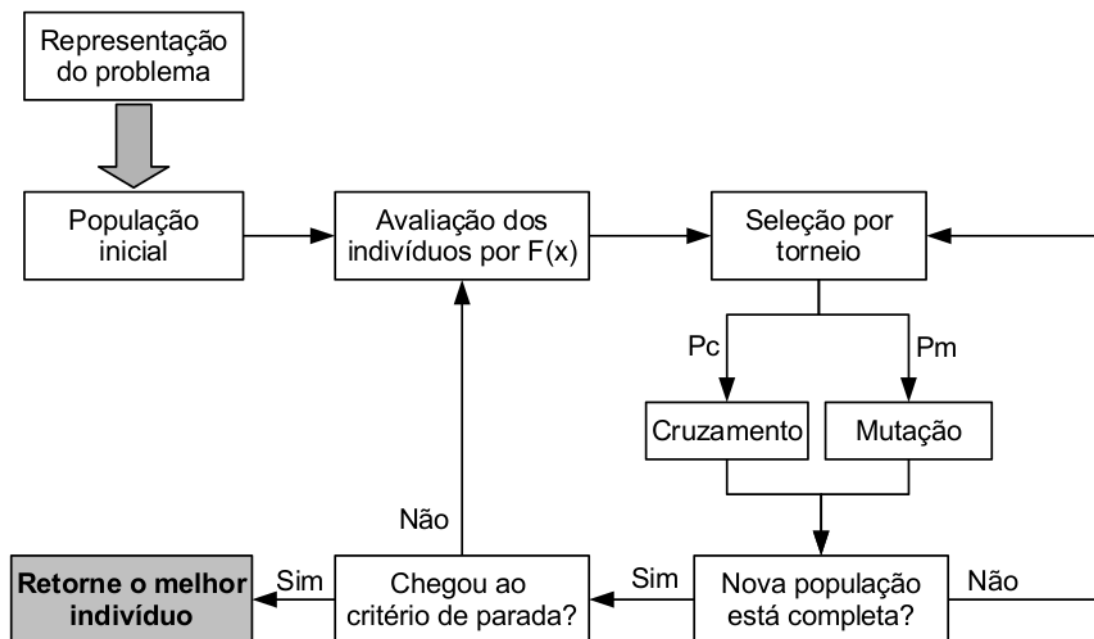 Representação
do problema
População
inicial
Avaliação dos
indivíduos por F(x)
Seleção por
torneio
Pc
Pm
Cruzamento
Mutação
Não
Retorne o melhor
indivíduo
Sim
Chegou ao
critério de parada?
Sim
Nova população
está completa?
Não